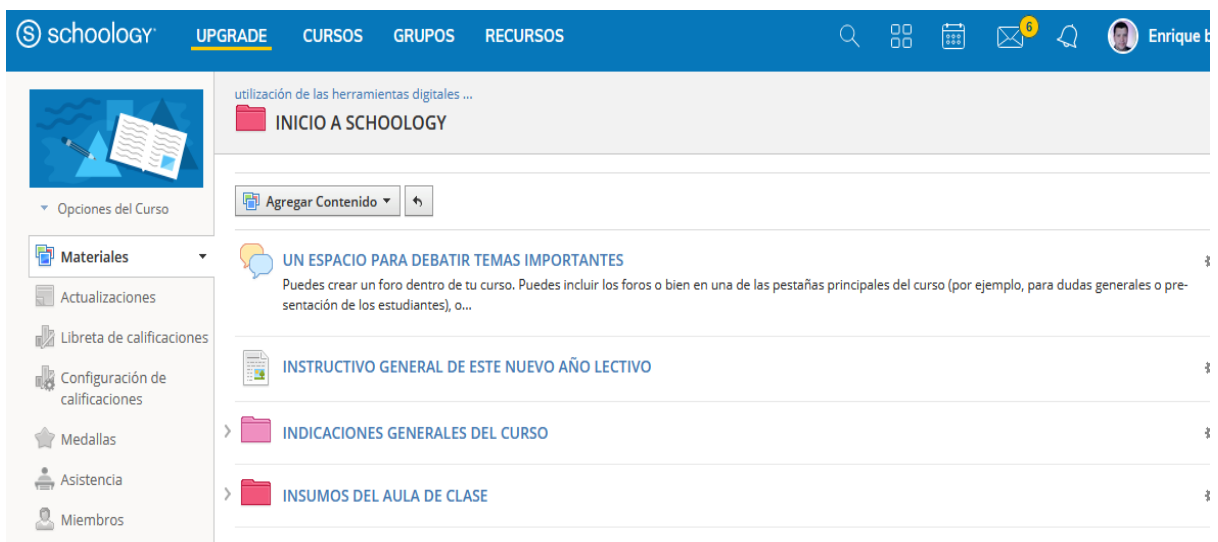 schoology
UPGRADE
CURSOS
GRUPOS
RECURSOS
6
Enrique b
utilización de las herramientas digitales ...
INICIO A SCHOOLOGY
Opciones del Curso
Agregar Contenido
Materiales
Actualizaciones
Libreta de calificaciones
Configuración de
calificaciones
Medallas
Asistencia
Miembros
UN ESPACIO PARA DEBATIR TEMAS IMPORTANTES
Puedes crear un foro dentro de tu curso. Puedes incluir los foros o bien en una de las pestañas principales del curso (por ejemplo, para dudas generales o pre-
sentación de los estudiantes), o...
INSTRUCTIVO GENERAL DE ESTE NUEVO AÑO LECTIVO
INDICACIONES GENERALES DEL CURSO
INSUMOS DEL AULA DE CLASE